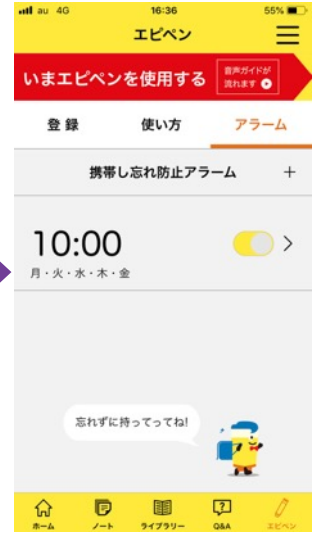 au 4G 16:36 55%
エピペン
いまエピペンを使用する 音声ガイドが
流れます
登録 使い方 アラーム
携帯し忘れ防止アラーム +
10:00
月・火・水・木・金
忘れずに持ってってね!
ホーム ノート ライブラリー Q&A エピペン